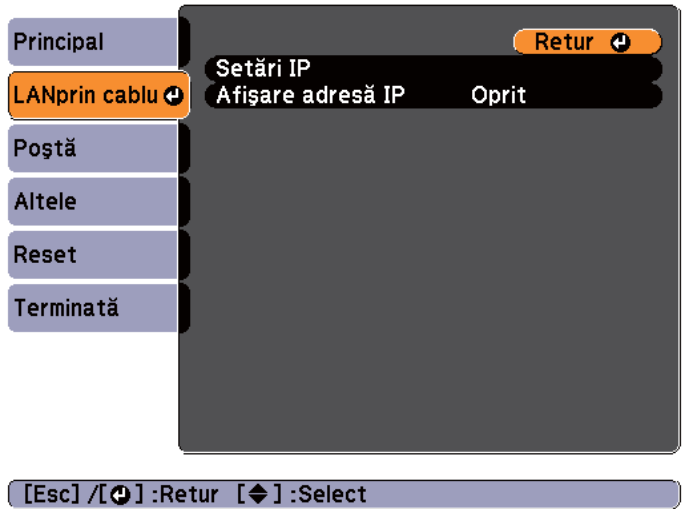 Principal
Retur
Setări IP
LANprin cablu
Afişare adresă IP Oprit
Poştă
Altele
Reset
Terminată
[Esc] /[ ] :Retur [ ] :Select